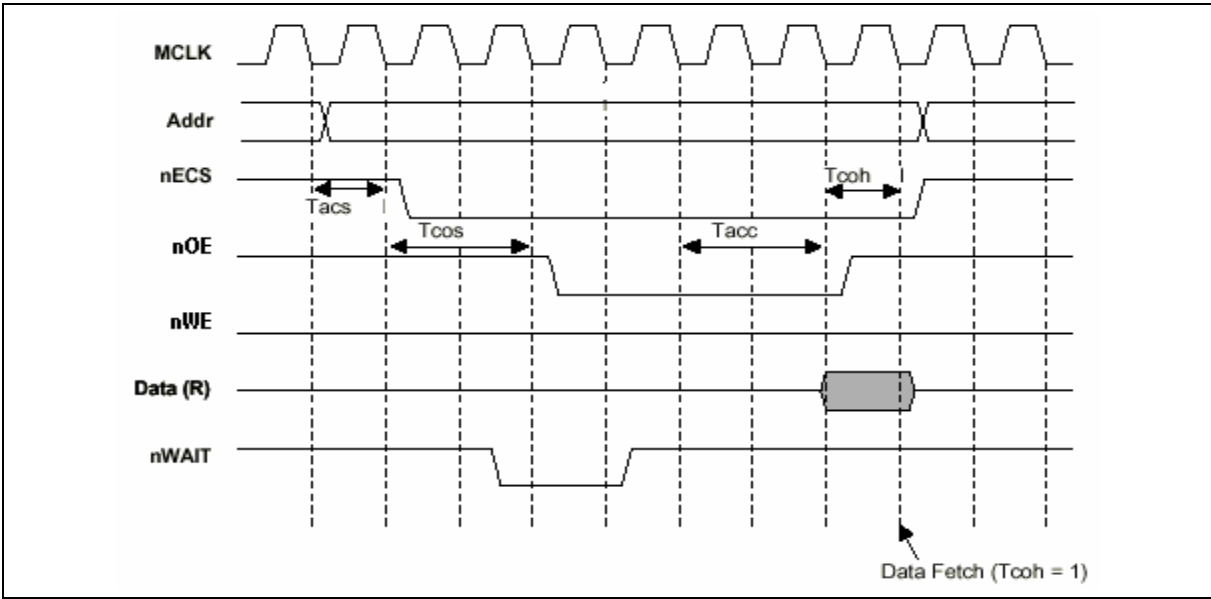 MCLK
Addr
nECS
Tcoh
Tacs
Tcos
Tacc
nOE
nWE
Data (R)
nWAIT
Data Fetch (Tcoh = 1)